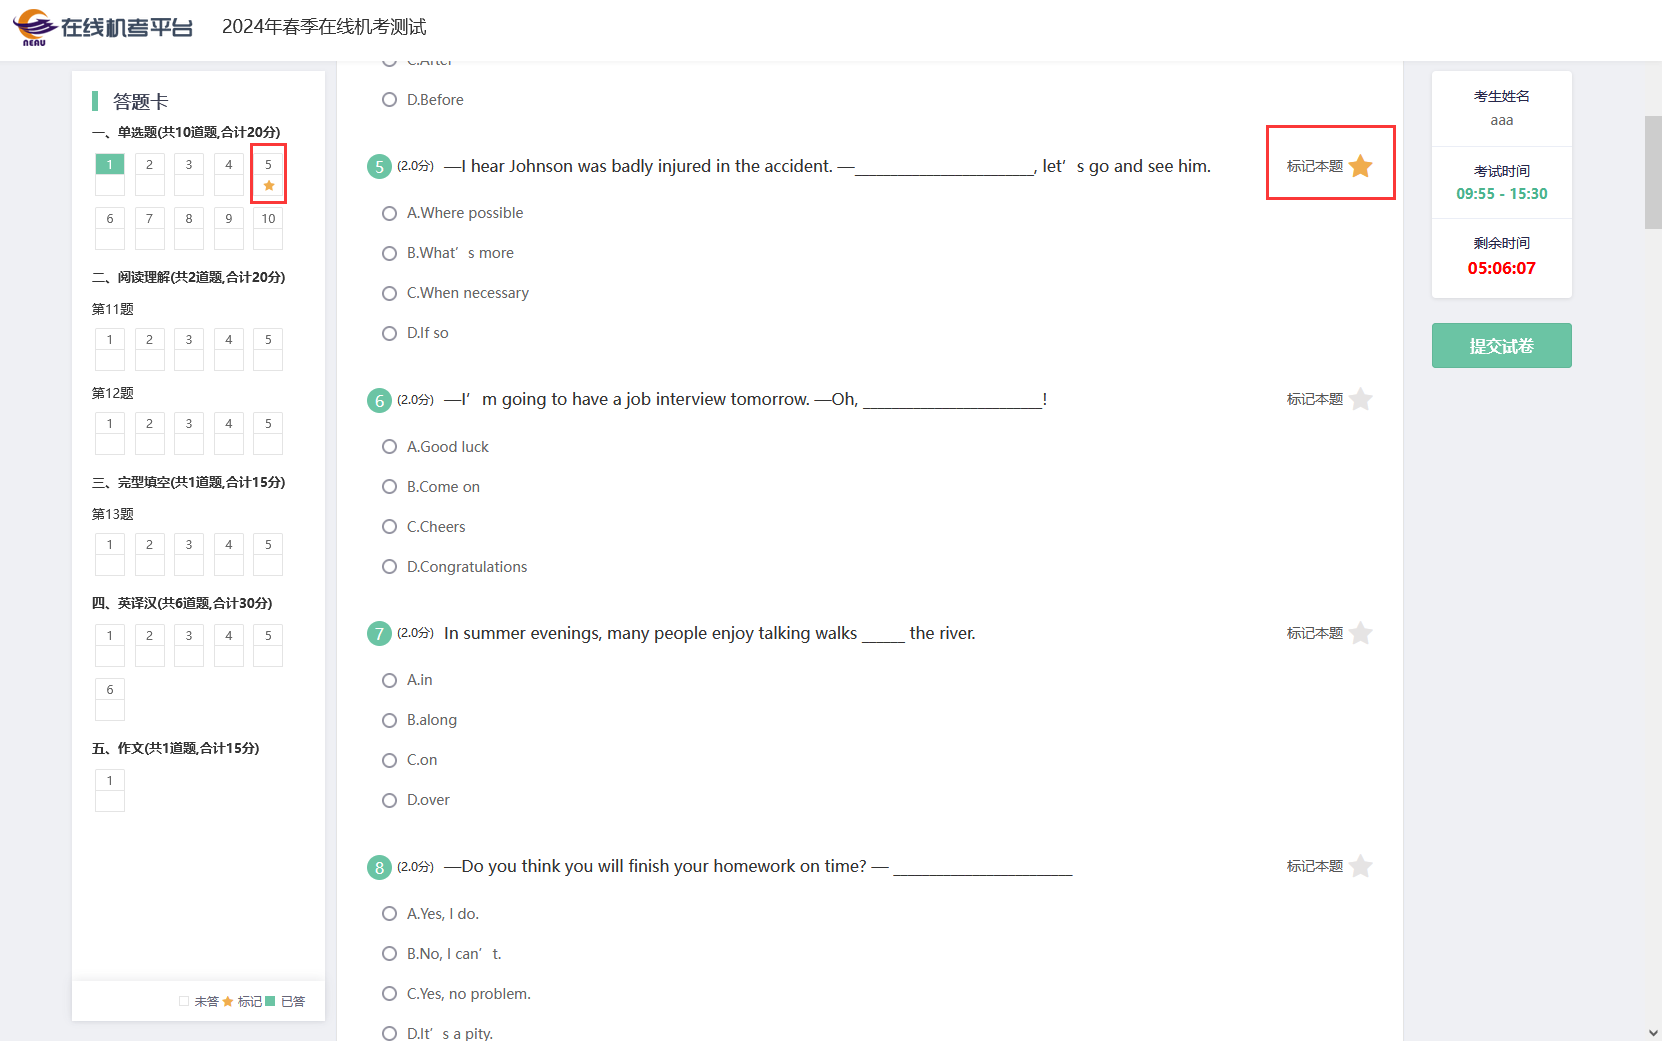 NEAU
在线机考平台
2024年春季在线机考测试
答题卡
一、单选题(共10道题,合计20分)
1 2 3 4 5
6 7 8 9 10
二、阅读理解(共2道题,合计20分)
第11题
1 2 3 4 5
第12题
1 2 3 4 5
三、完型填空(共1道题,合计15分)
第13题
1 2 3 4 5
四、英译汉(共6道题,合计30分)
1 2 3 4 5
6
五、作文(共1道题,合计15分)
1
未答 标记 已答
C.After
D.Before
5 (2.0分) —I hear Johnson was badly injured in the accident. —____________________, let’s go and see him.
标记本题
A.Where possible
B.What’s more
C.When necessary
D.If so
6 (2.0分) —I’m going to have a job interview tomorrow. —Oh, ____________________!
标记本题
A.Good luck
B.Come on
C.Cheers
D.Congratulations
7 (2.0分) In summer evenings, many people enjoy talking walks _____ the river.
标记本题
A.in
B.along
C.on
D.over
8 (2.0分) —Do you think you will finish your homework on time? — ____________________
标记本题
A.Yes, I do.
B.No, I can’t.
C.Yes, no problem.
D.It’s a pity.
考生姓名
aaa
考试时间
09:55 - 15:30
剩余时间
05:06:07
提交试卷